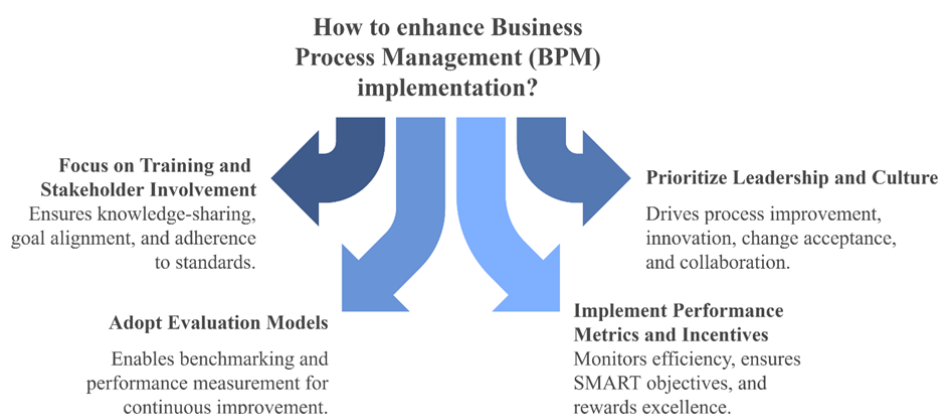 How to enhance Business
Process Management (BPM)
implementation?
Focus on Training and
Stakeholder Involvement
Ensures knowledge-sharing,
goal alignment, and adherence
to standards.
Prioritize Leadership and Culture
Drives process improvement,
innovation, change acceptance,
and collaboration.
Adopt Evaluation Models
Enables benchmarking and
performance measurement for
continuous improvement.
Implement Performance
Metrics and Incentives
Monitors efficiency, ensures
SMART objectives, and
rewards excellence.